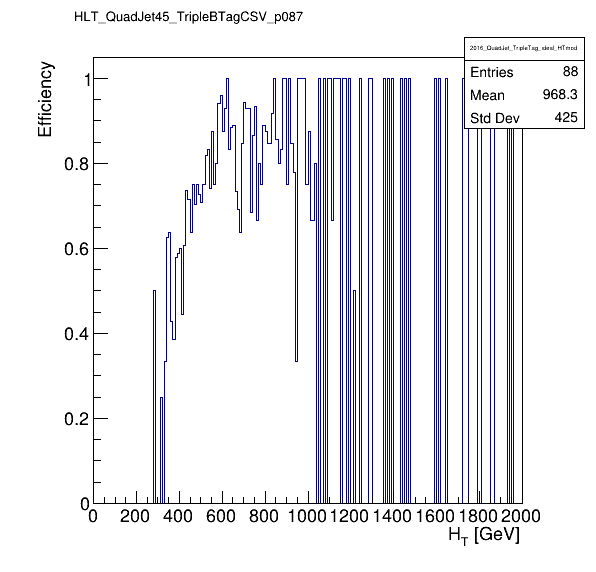 HLT_QuadJet45_TripleBTagCSV_p087
2016_QuadJet_TripleTag_ideal_HTmod
Entries 88
Mean 968.3
Std Dev 425
Efficiency
1
0.8
0.6
0.4
0.2
0
0 200 400 600 800 1000 1200 1400 1600 1800 2000
H_T [GeV]